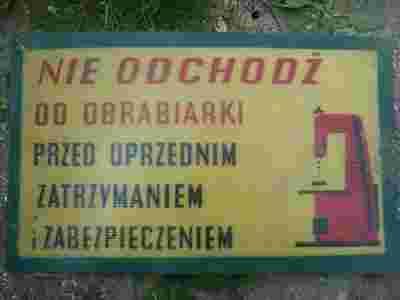 NIE ODCHODŹ
OD OBRABIARKI
PRZED UPRZEDNIM
ZATRZYMANIEM
i ZABEZPIECZENIEM